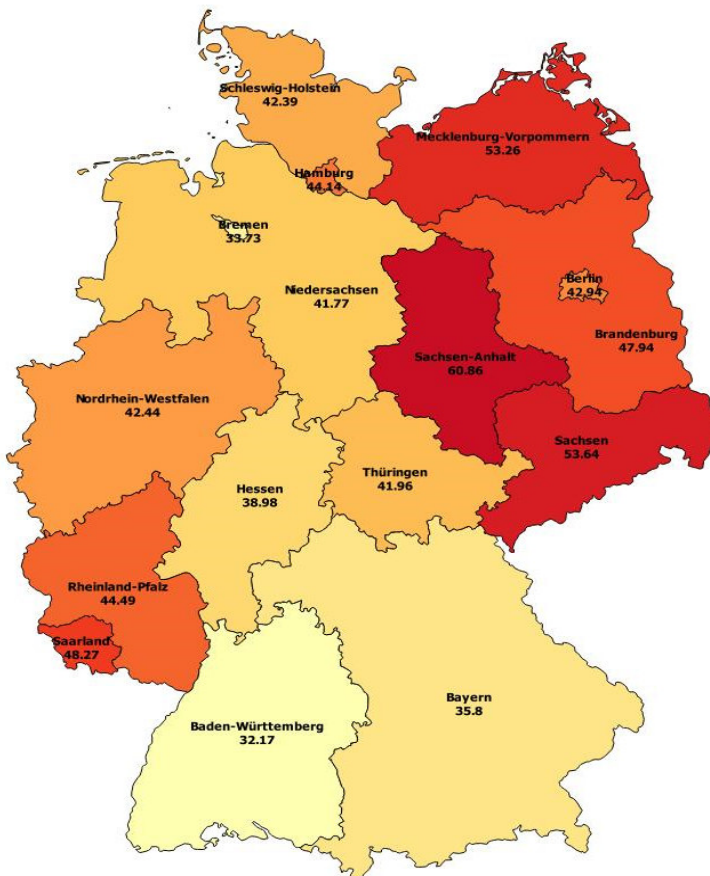 Schleswig-Holstein
42.39
Mecklenburg-Vorpommern
53.26
Hamburg
44.14
Bremen
33.73
Berlin
42.94
Niedersachsen
41.77
Brandenburg
47.94
Sachsen-Anhalt
60.86
Nordrhein-Westfalen
42.44
Sachsen
53.64
Thüringen
41.96
Hessen
38.98
Rheinland-Pfalz
44.49
Saarland
48.27
Bayern
35.8
Baden-Württemberg
32.17